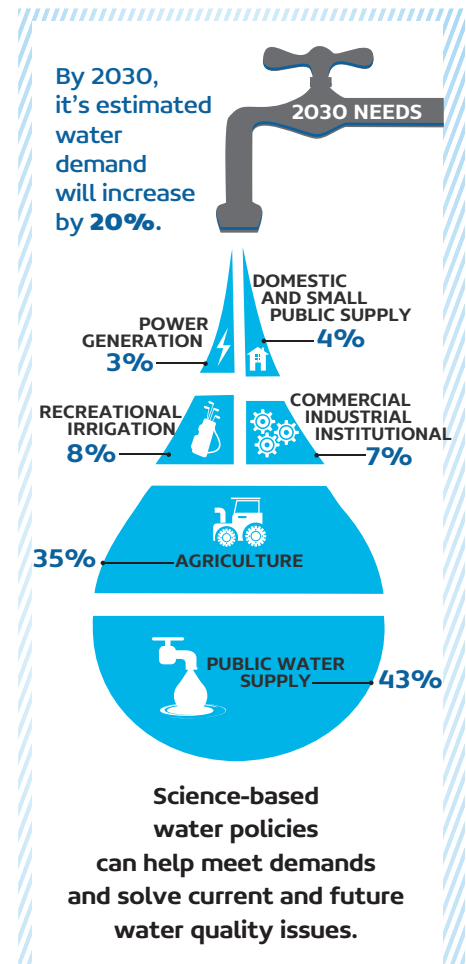 By 2030,
it's estimated
water
demand
will increase
by 20%.
2030 NEEDS
POWER
GENERATION
3%
DOMESTIC
AND SMALL
PUBLIC SUPPLY
4%
RECREATIONAL
IRRIGATION
8%
COMMERCIAL
INDUSTRIAL
INSTITUTIONAL
7%
35%
AGRICULTURE
PUBLIC WATER
SUPPLY
43%
Science-based
water policies
can help meet demands
and solve current and future
water quality issues.